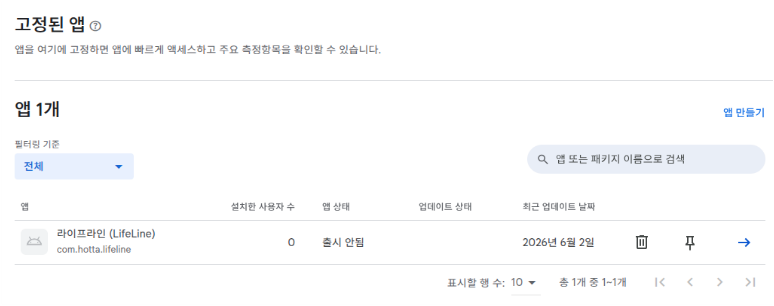 고정된 앱
앱을 여기에 고정하면 앱에 빠르게 액세스하고 주요 측정항목을 확인할 수 있습니다.
앱 1개
앱 만들기
필터링 기준
전체
앱 또는 패키지 이름으로 검색
앱 설치한 사용자 수 앱 상태 업데이트 상태 최근 업데이트 날짜
라이프라인 (LifeLine)
com.hotta.lifeline
0 출시 안됨 2026년 6월 2일
표시할 행 수: 10 총 1개 중 1~1개